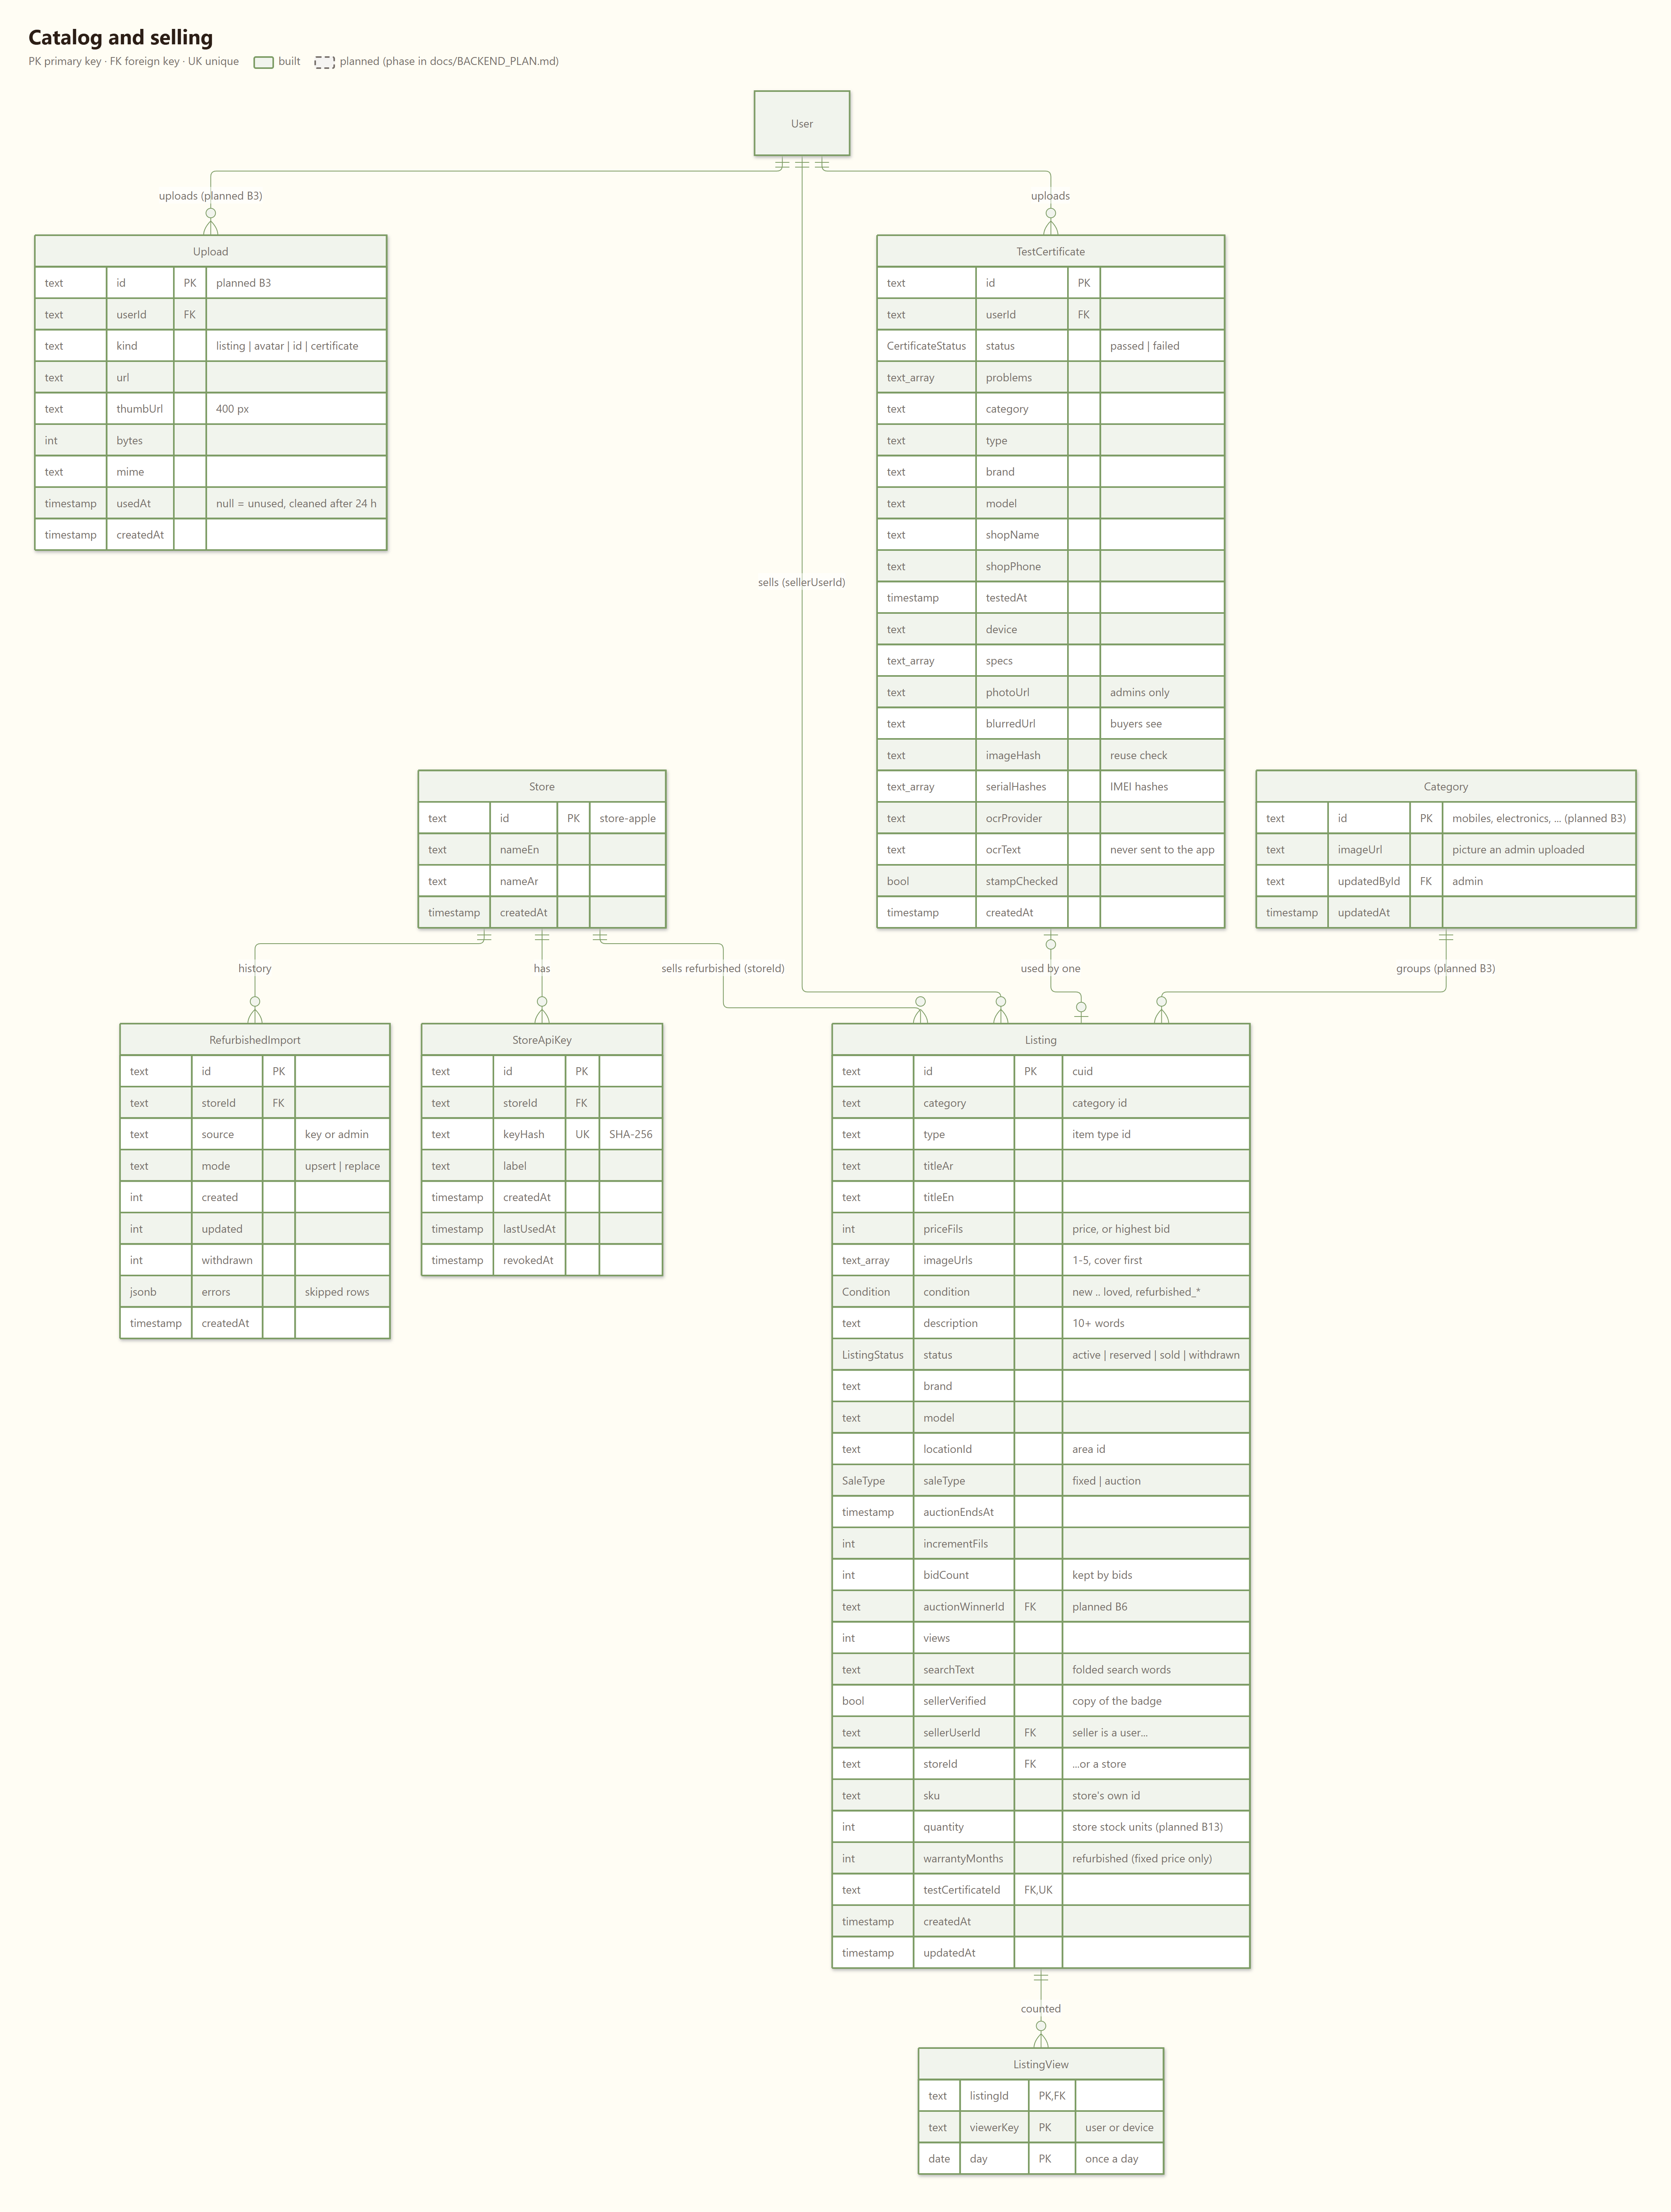 Catalog and selling
PK primary key · FK foreign key · UK unique built planned (phase in docs/BACKEND_PLAN.md)
User
uploads (planned B3)
uploads
sells (sellerUserId)
Upload
text id PK planned B3
text userId FK
text kind listing | avatar | id | certificate
text url
text thumbUrl 400 px
int bytes
text mime
timestamp usedAt null = unused, cleaned after 24 h
timestamp createdAt
TestCertificate
text id PK
text userId FK
CertificateStatus status passed | failed
text_array problems
text category
text type
text brand
text model
text shopName
text shopPhone
timestamp testedAt
text device
text_array specs
text photoUrl admins only
text blurredUrl buyers see
text imageHash reuse check
text_array serialHashes IMEI hashes
text ocrProvider
text ocrText never sent to the app
bool stampChecked
timestamp createdAt
Store
text id PK store-apple
text nameEn
text nameAr
timestamp createdAt
Category
text id PK mobiles, electronics, ... (planned B3)
text imageUrl picture an admin uploaded
text updatedById FK admin
timestamp updatedAt
history
has
sells refurbished (storeId)
used by one
groups (planned B3)
RefurbishedImport
text id PK
text storeId FK
text source key or admin
text mode upsert | replace
int created
int updated
int withdrawn
jsonb errors skipped rows
timestamp createdAt
StoreApiKey
text id PK
text storeId FK
text keyHash UK SHA-256
text label
timestamp createdAt
timestamp lastUsedAt
timestamp revokedAt
Listing
text id PK cuid
text category category id
text type item type id
text titleAr
text titleEn
int priceFils price, or highest bid
text_array imageUrls 1-5, cover first
Condition condition new .. loved, refurbished_*
text description 10+ words
ListingStatus status active | reserved | sold | withdrawn
text brand
text model
text locationId area id
SaleType saleType fixed | auction
timestamp auctionEndsAt
int incrementFils
int bidCount kept by bids
text auctionWinnerId FK planned B6
int views
text searchText folded search words
bool sellerVerified copy of the badge
text sellerUserId FK seller is a user...
text storeId FK ...or a store
text sku store's own id
int quantity store stock units (planned B13)
int warrantyMonths refurbished (fixed price only)
text testCertificateId FK,UK
timestamp createdAt
timestamp updatedAt
counted
ListingView
text listingId PK,FK
text viewerKey PK user or device
date day PK once a day